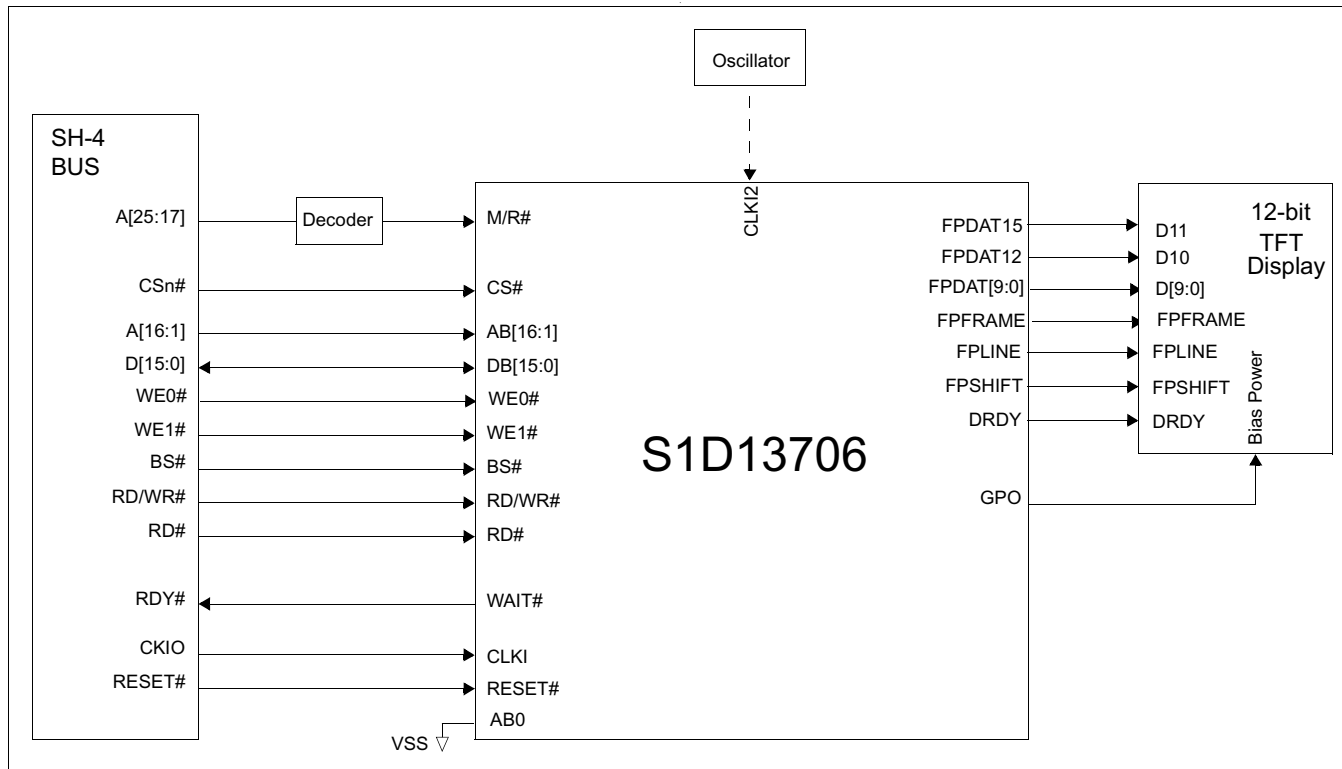 Oscillator
SH-4
BUS
A[25:17]
CSn#
A[16:1]
D[15:0]
WE0#
WE1#
BS#
RD/WR#
RD#
RDY#
CKIO
RESET#
Decoder
VSS
CLKI2
M/R#
CS#
AB[16:1]
DB[15:0]
WE0#
WE1#
BS#
RD/WR#
RD#
WAIT#
CLKI
RESET#
AB0
S1D13706
FPDAT15
FPDAT12
FPDAT[9:0]
FPFRAME
FPLINE
FPSHIFT
DRDY
GPO
12-bit
TFT
Display
D11
D10
D[9:0]
FPFRAME
FPLINE
FPSHIFT
DRDY
Bias Power